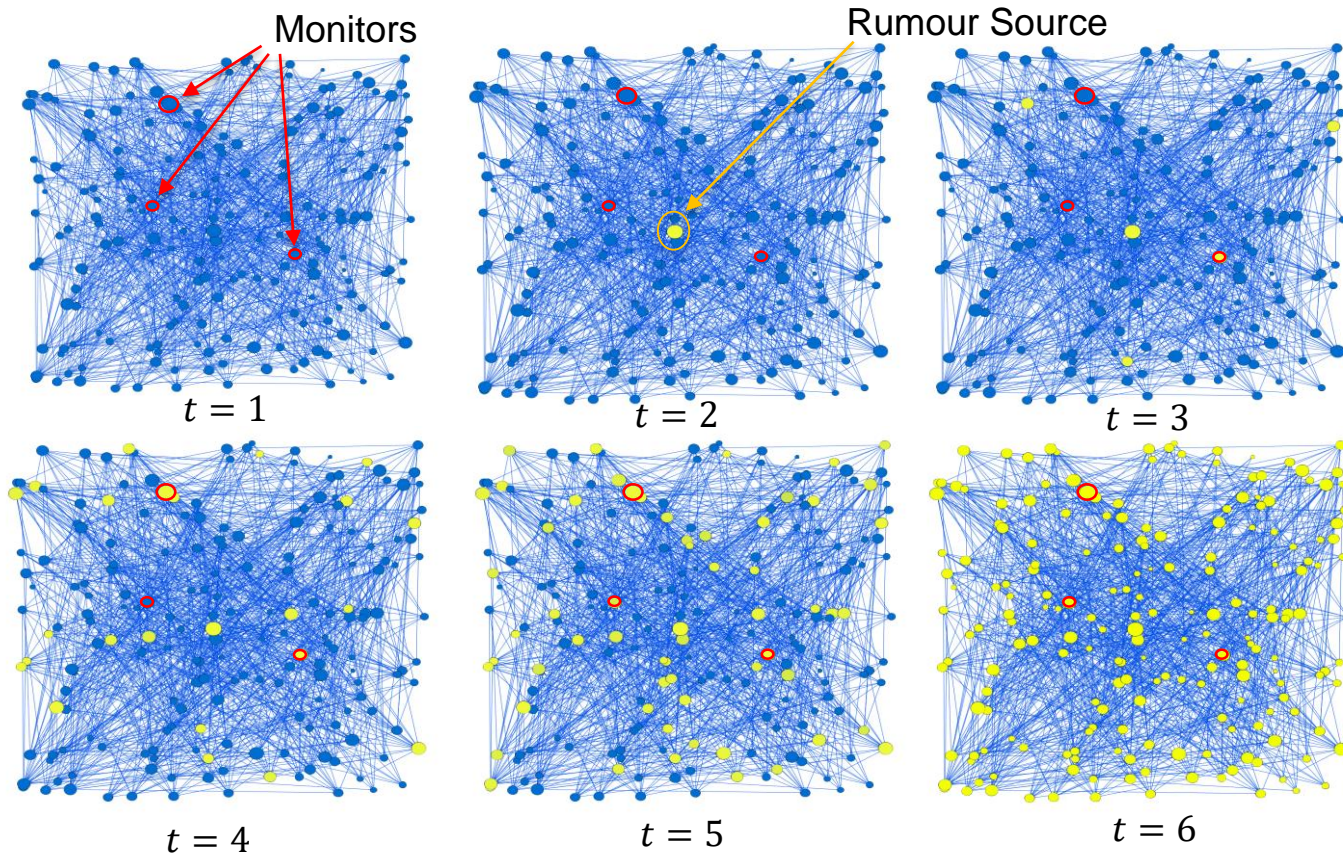 Monitors
Rumour Source
t = 1
t = 2
t = 3
t = 4
t = 5
t = 6